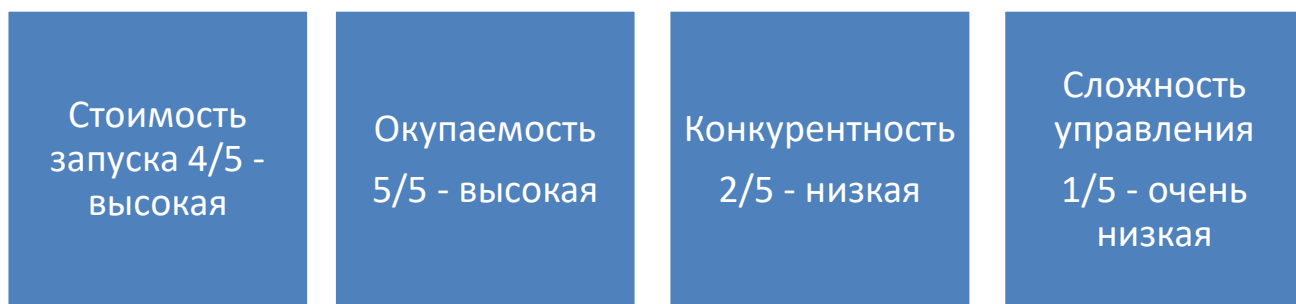 Стоимость
запуска 4/5 -
высокая
Окупаемость
5/5 - высокая
Конкурентность
2/5 - низкая
Сложность
управления
1/5 - очень
низкая